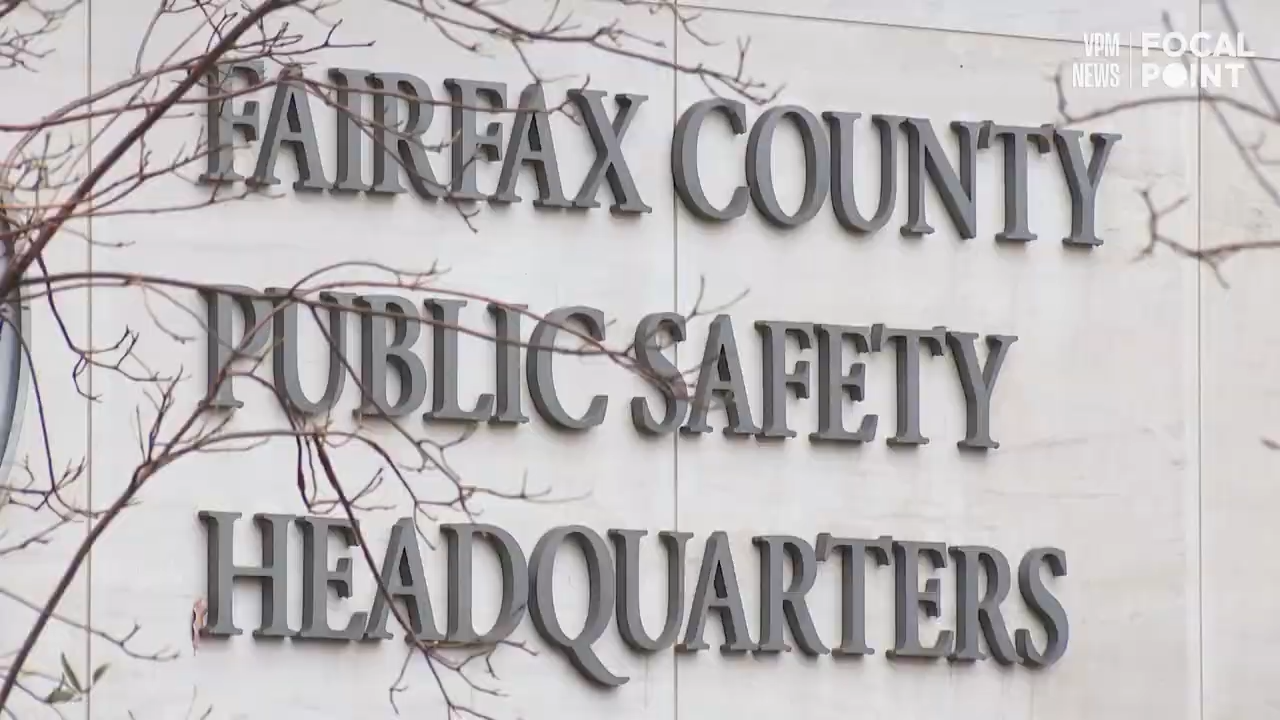 FAIRFAX COUNTY
PUBLIC SAFETY
HEADQUARTERS
VPM NEWS
FOCAL POINT